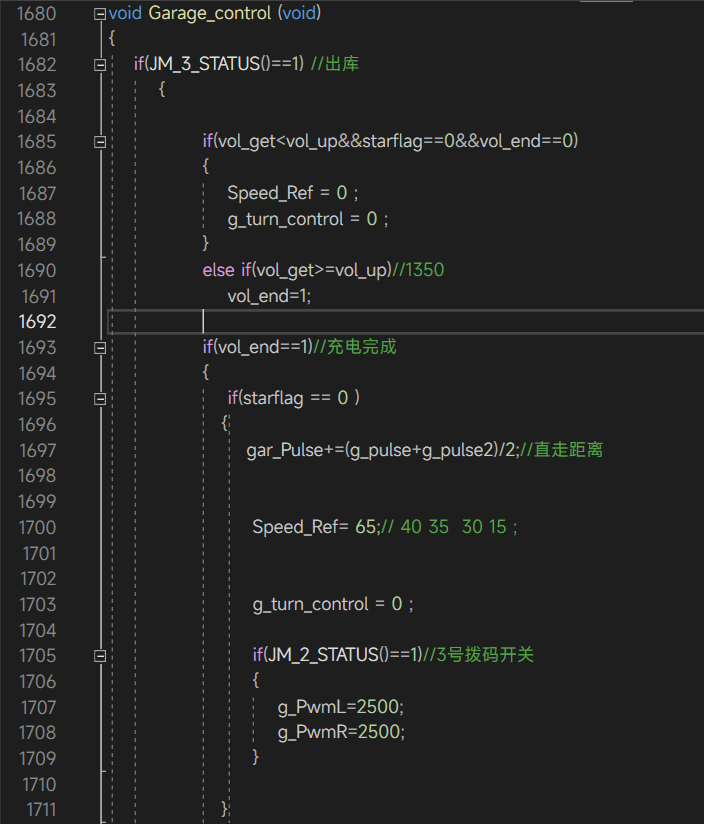 1680 void Garage_control (void)
1681 {
1682 if(JM_3_STATUS()==1) //出库
1683 {
1684
1685 if(vol_get<vol_up&&starflag==0&&vol_end==0)
1686 {
1687 Speed_Ref = 0 ;
1688 g_turn_control = 0 ;
1689 }
1690 else if(vol_get>=vol_up)//1350
1691 vol_end=1;
1692
1693 if(vol_end==1)//充电完成
1694 {
1695 if(starflag == 0 )
1696 {
1697 gar_Pulse+=(g_pulse+g_pulse2)/2;//直走距离
1698
1699
1700 Speed_Ref= 65;// 40 35  30 15 ;
1701
1702
1703 g_turn_control = 0 ;
1704
1705 if(JM_2_STATUS()==1)//3号拨码开关
1706 {
1707 g_PwmL=2500;
1708 g_PwmR=2500;
1709 }
1710
1711 }